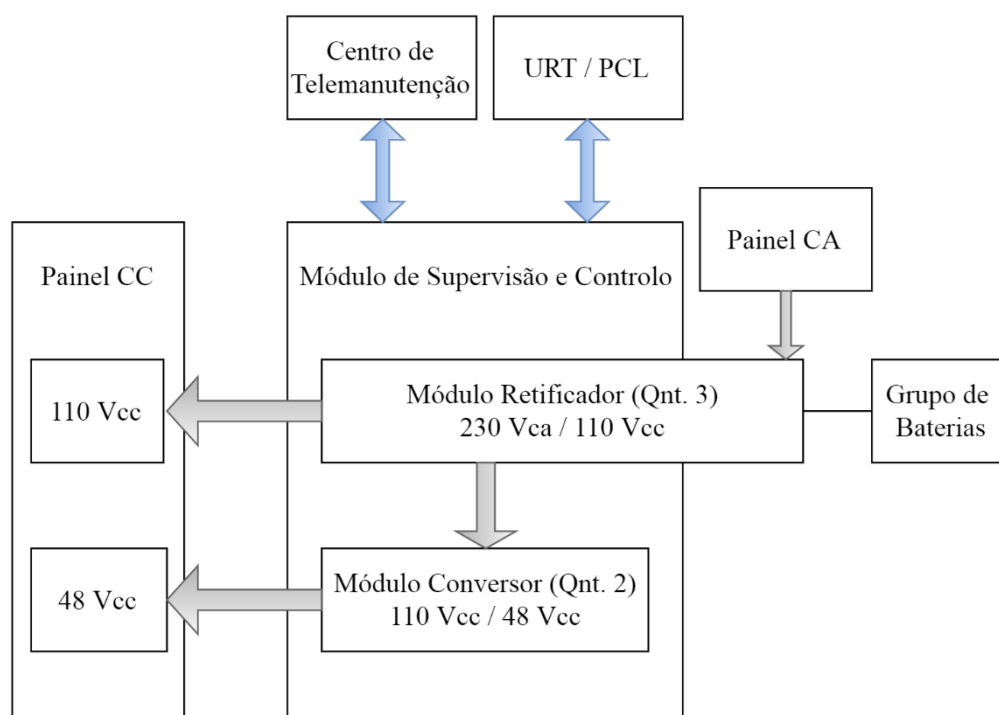 Centro de
Telemanutenção
URT / PCL
Painel CA
Painel CC
Módulo de Supervisão e Controlo
110 Vcc
Módulo Retificador (Qnt. 3)
230 Vca / 110 Vcc
Grupo de
Baterias
48 Vcc
Módulo Conversor (Qnt. 2)
110 Vcc / 48 Vcc